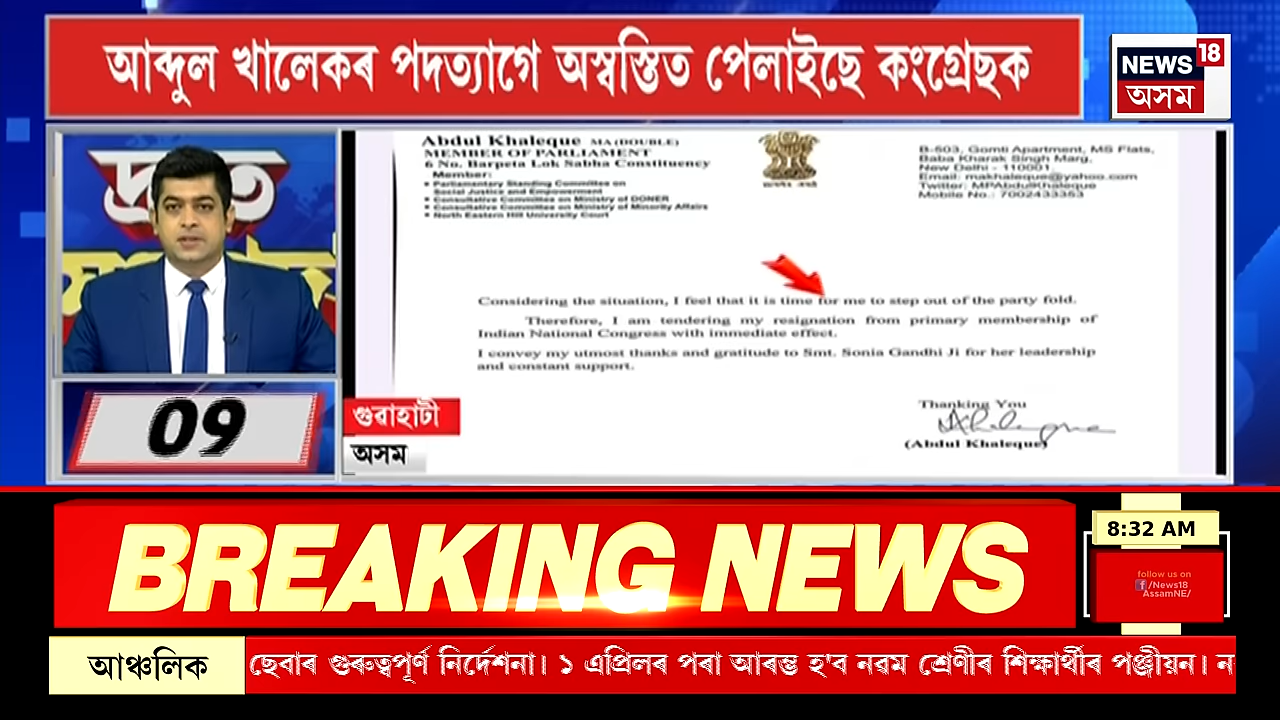 আব্দুল খালেকৰ পদত্যাগে অস্বস্তিত পেলাইছে কংগ্ৰেছক
NEWS 18
অসম
দ্ৰুত
Abdul Khaleque MA (DOUBLE)
MEMBER OF PARLIAMENT
6 No. Barpeta Lok Sabha Constituency
Member:
• Parliamentary Standing Committee on
Social Justice and Empowerment
• Consultative Committee on Ministry of DONER
• Consultative Committee on Ministry of Minority Affairs
• North Eastern Hill University Court
B-503, Gomti Apartment, MS Flats,
Baba Kharak Singh Marg,
New Delhi - 110001
Email: makhaleque@yahoo.com
Twitter: MPAbdulKhaleque
Mobile No.: 7002433353
Considering the situation, I feel that it is time for me to step out of the party fold.
Therefore, I am tendering my resignation from primary membership of
Indian National Congress with immediate effect.
I convey my utmost thanks and gratitude to Smt. Sonia Gandhi Ji for her leadership
and constant support.
Thanking You
(Abdul Khaleque)
09
গুৱাহাটী
অসম
BREAKING NEWS
8:32 AM
follow us on
/News18
AssamNE/
আঞ্চলিক
ছেবাৰ গুৰুত্বপূৰ্ণ নিৰ্দেশনা। ১ এপ্ৰিলৰ পৰা আৰম্ভ হ'ব নৱম শ্ৰেণীৰ শিক্ষাৰ্থীৰ পঞ্জীয়ন। ন